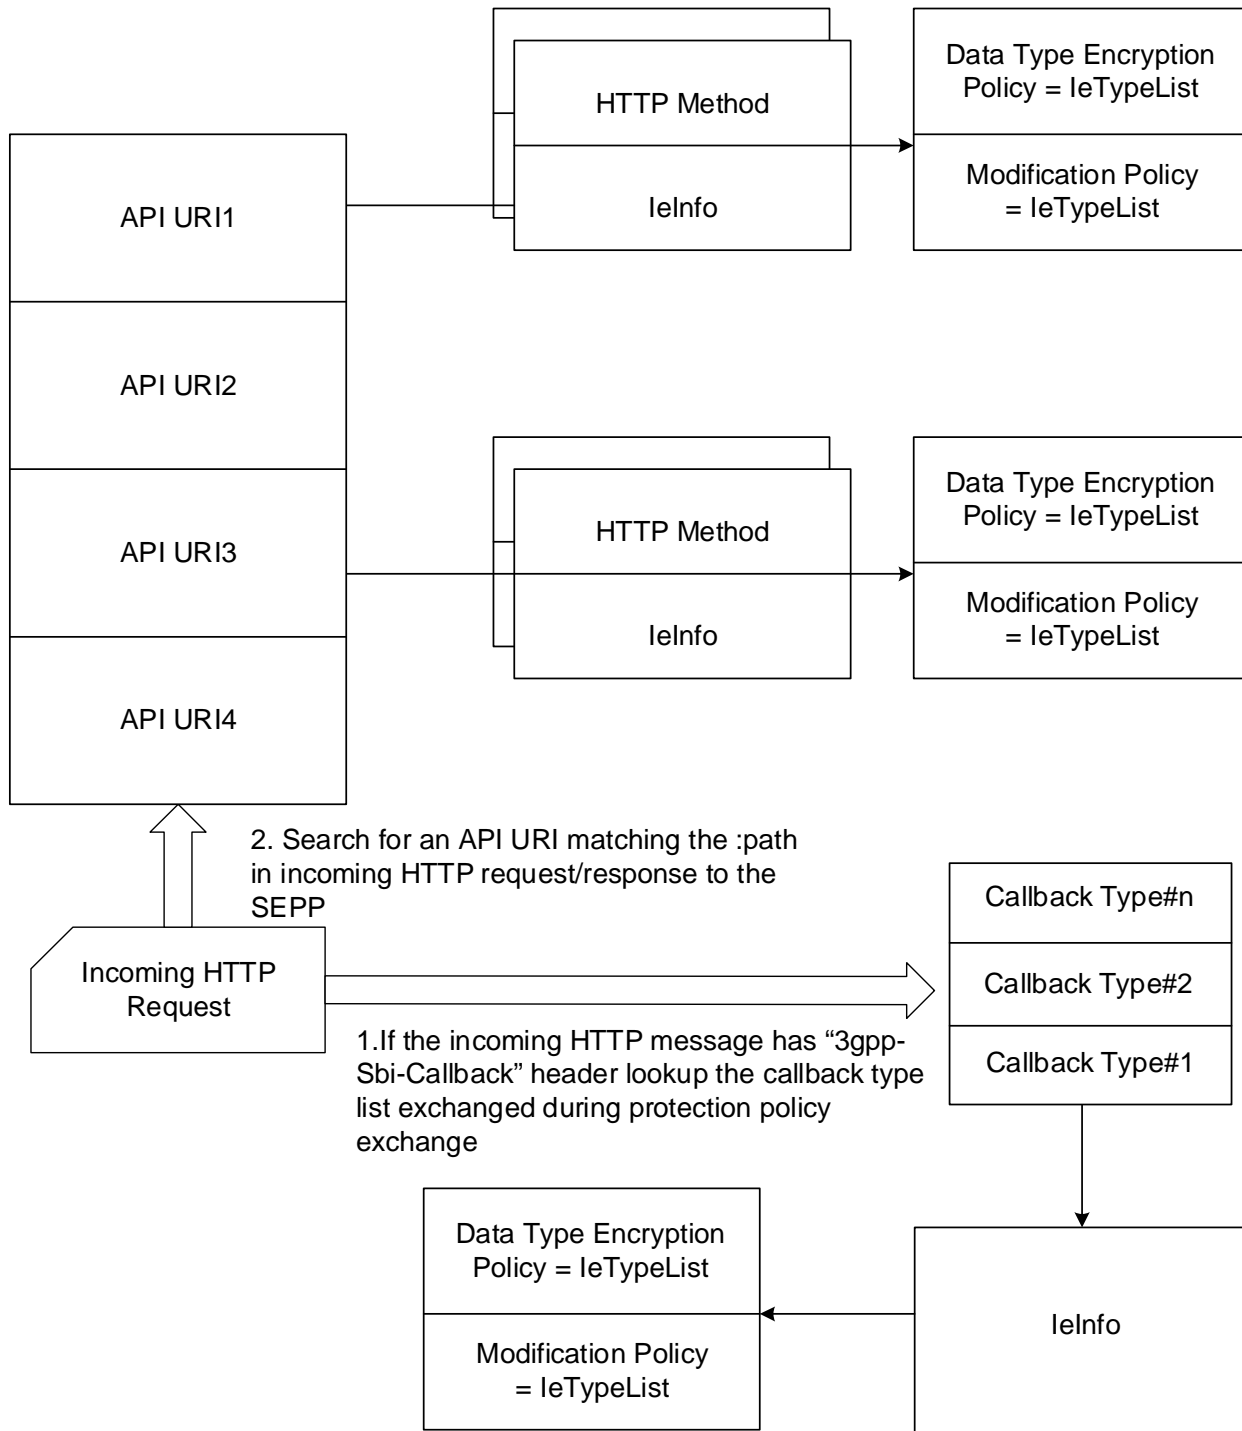 HTTP Method
IeInfo
Data Type Encryption
Policy = IeTypeList
Modification Policy
= IeTypeList
API URI1
API URI2
API URI3
API URI4
HTTP Method
IeInfo
Data Type Encryption
Policy = IeTypeList
Modification Policy
= IeTypeList
2. Search for an API URI matching the :path
in incoming HTTP request/response to the
SEPP
Incoming HTTP
Request
1.If the incoming HTTP message has “3gpp-
Sbi-Callback” header lookup the callback type
list exchanged during protection policy
exchange
Callback Type#n
Callback Type#2
Callback Type#1
Data Type Encryption
Policy = IeTypeList
Modification Policy
= IeTypeList
IeInfo